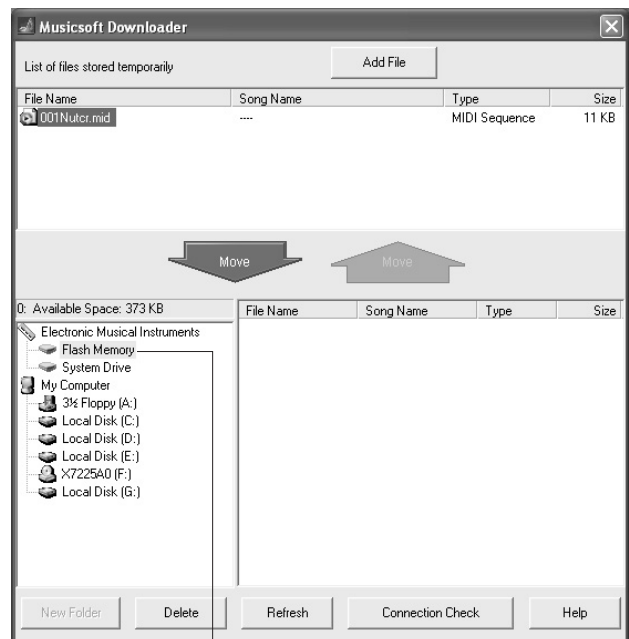 Musicsoft Downloader
List of files stored temporarily
Add File
File Name Song Name Type Size
001Nutcr.mid ---- MIDI Sequence 11 KB
Move Move
0: Available Space: 373 KB
File Name Song Name Type Size
Electronic Musical Instruments
Flash Memory
System Drive
My Computer
3½ Floppy (A:)
Local Disk (C:)
Local Disk (D:)
Local Disk (E:)
X7225A0 (F:)
Local Disk (G:)
New Folder Delete Refresh Connection Check Help